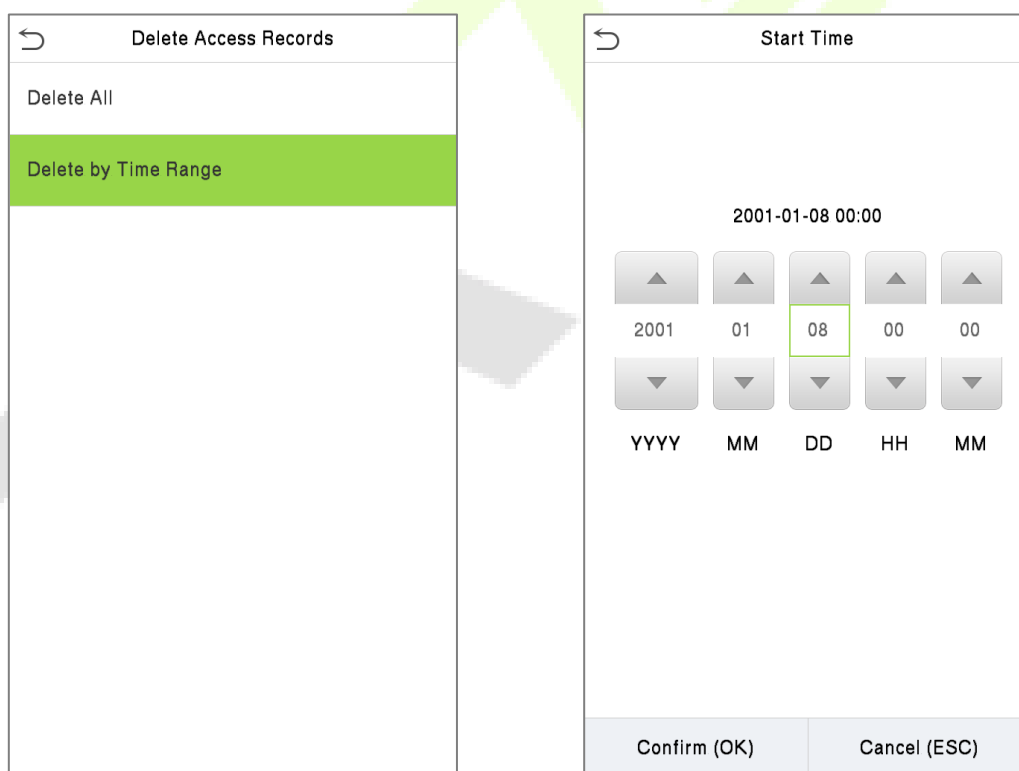 Delete Access Records
Delete All
Delete by Time Range
Start Time
2001-01-08 00:00
2001 01 08 00 00
YYYY MM DD HH MM
Confirm (OK) Cancel (ESC)